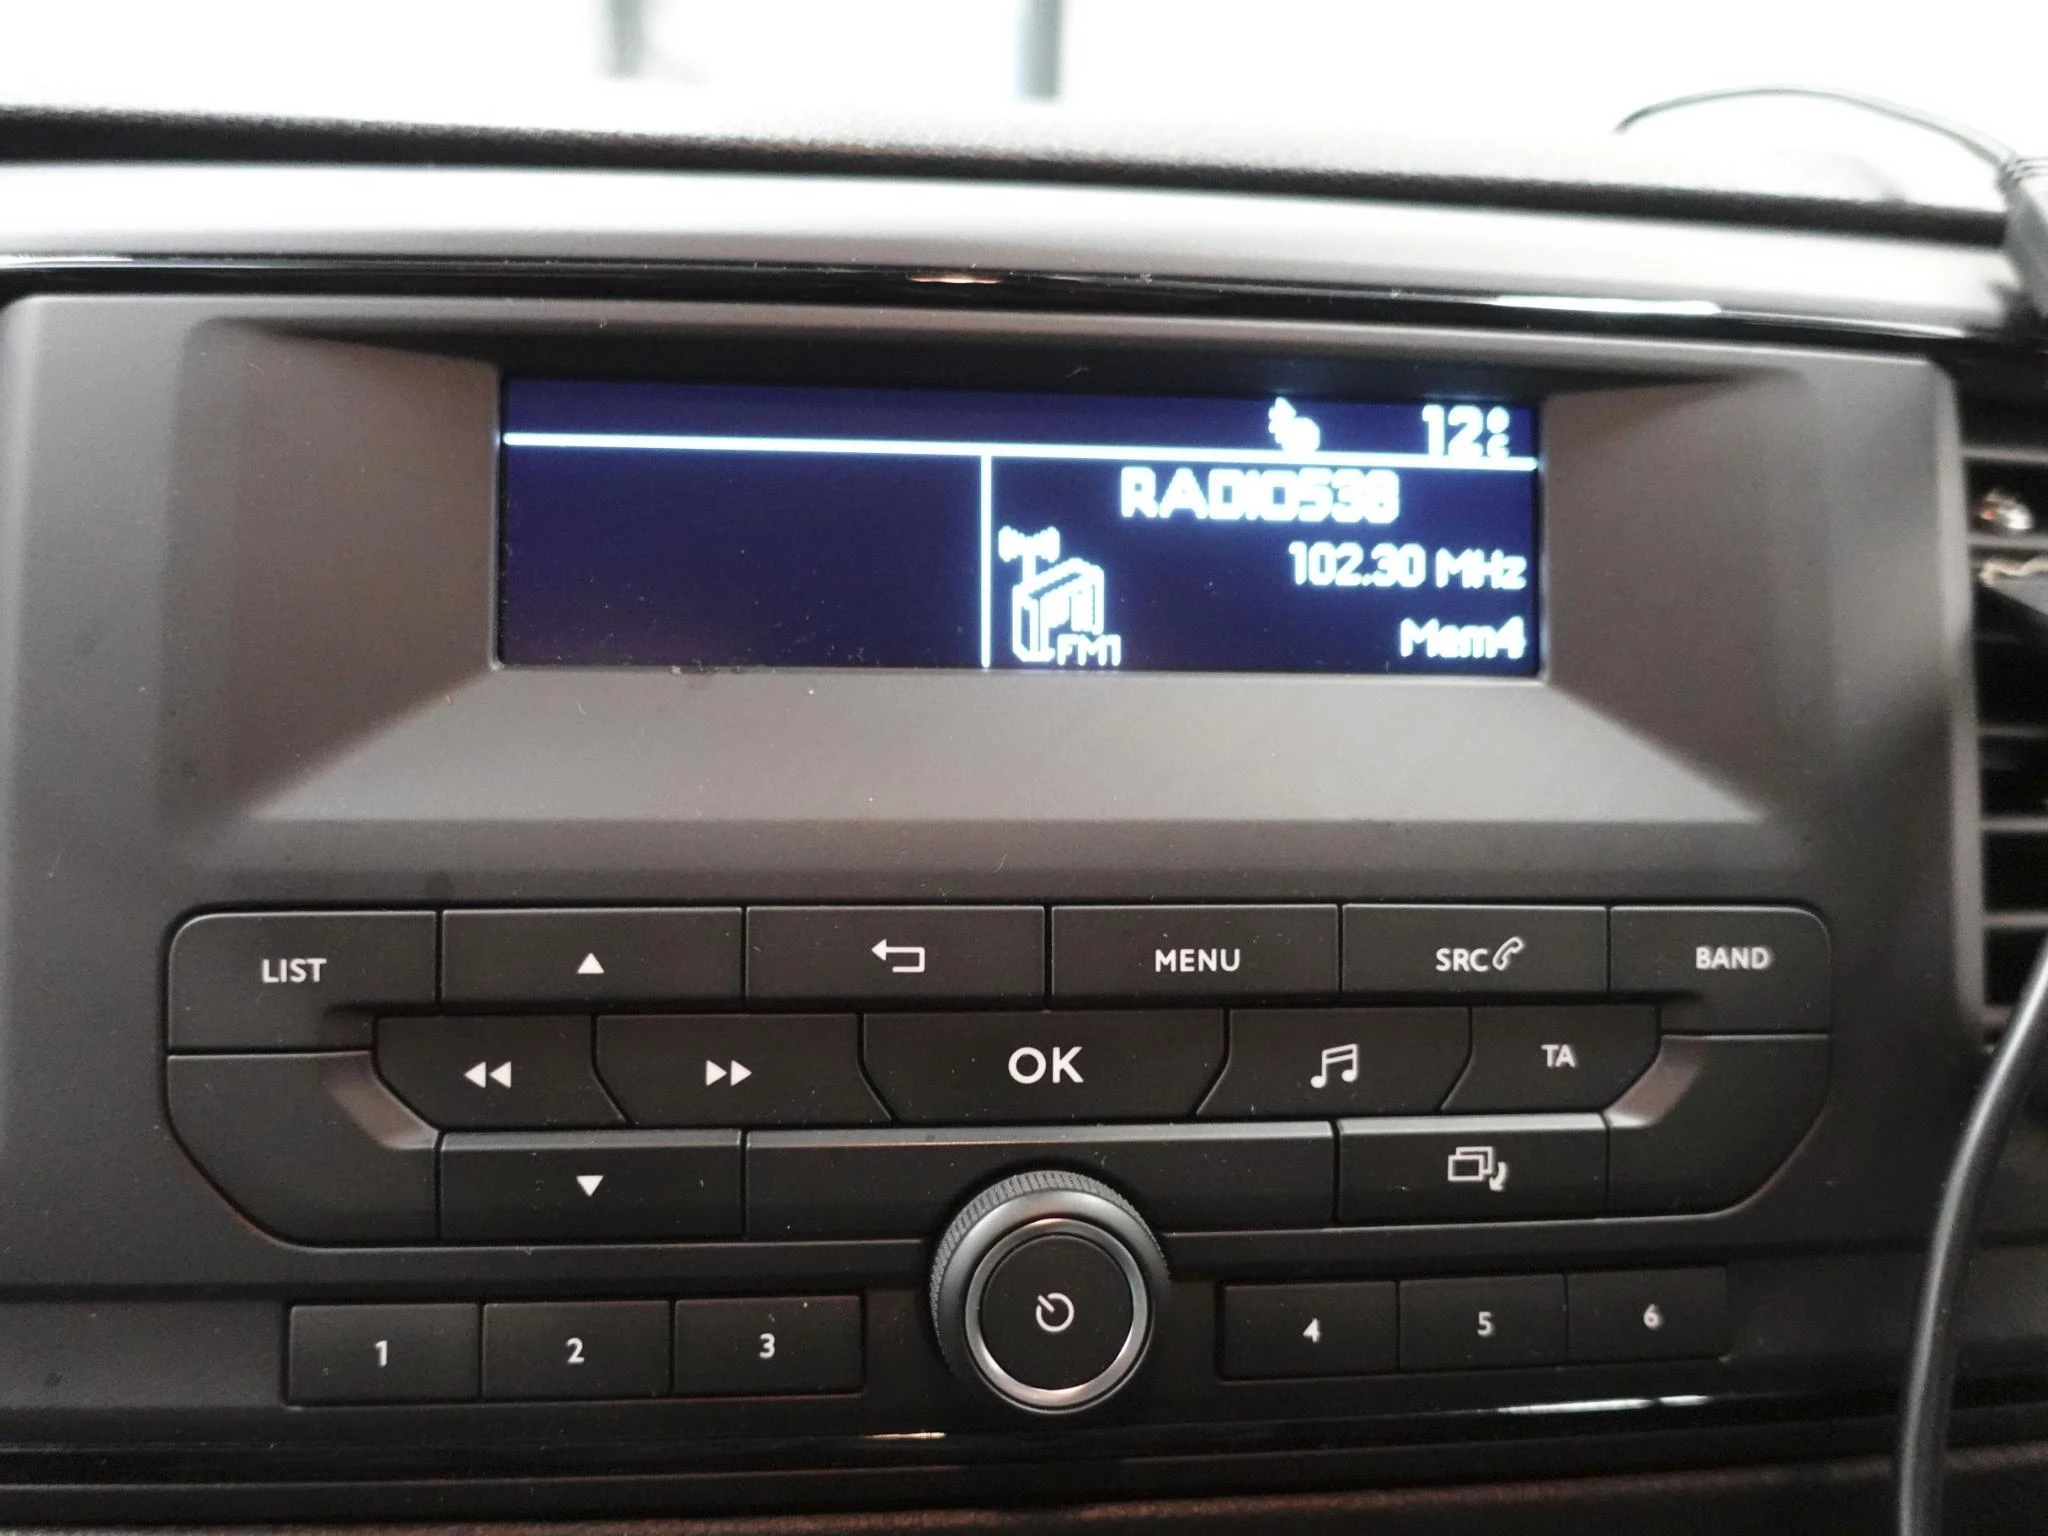 12°C
RADIO538
102.30 MHz
Mem4
FM1
LIST
MENU
SRC
BAND
OK
TA
1
2
3
4
5
6